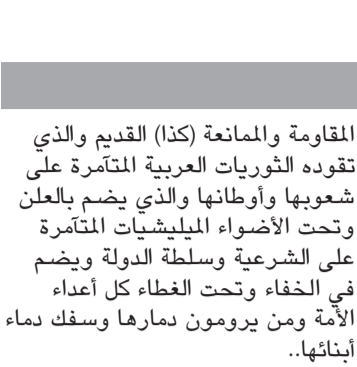 المقاومة والممانعة (كذا) القديم والذي
تقوده الثوريات العربية المتآمرة على
شعوبها وأوطانها والذي يضم بالعلن
وتحت الأضواء الميليشيات المتآمرة
على الشرعية وسلطة الدولة ويضم
في الخفاء وتحت الغطاء كل أعداء
الأمة ومن يرومون دمارها وسفك دماء
أبنائها..